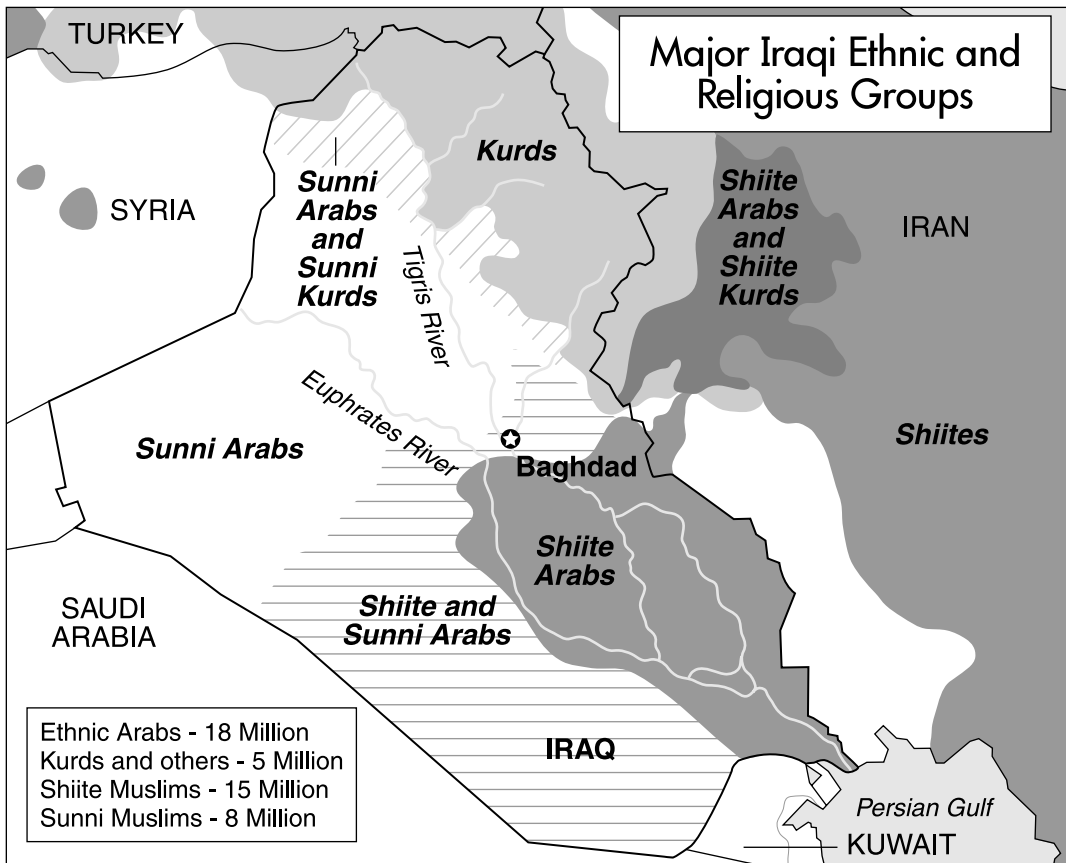 TURKEY
Major Iraqi Ethnic and
Religious Groups
Kurds
Sunni
Arabs
and
Sunni
Kurds
Shiite
Arabs
and
Shiite
Kurds
SYRIA
IRAN
Tigris River
Euphrates River
Sunni Arabs
Baghdad
Shiites
Shiite
Arabs
SAUDI
ARABIA
Shiite and
Sunni Arabs
IRAQ
Ethnic Arabs - 18 Million
Kurds and others - 5 Million
Shiite Muslims - 15 Million
Sunni Muslims - 8 Million
Persian Gulf
KUWAIT